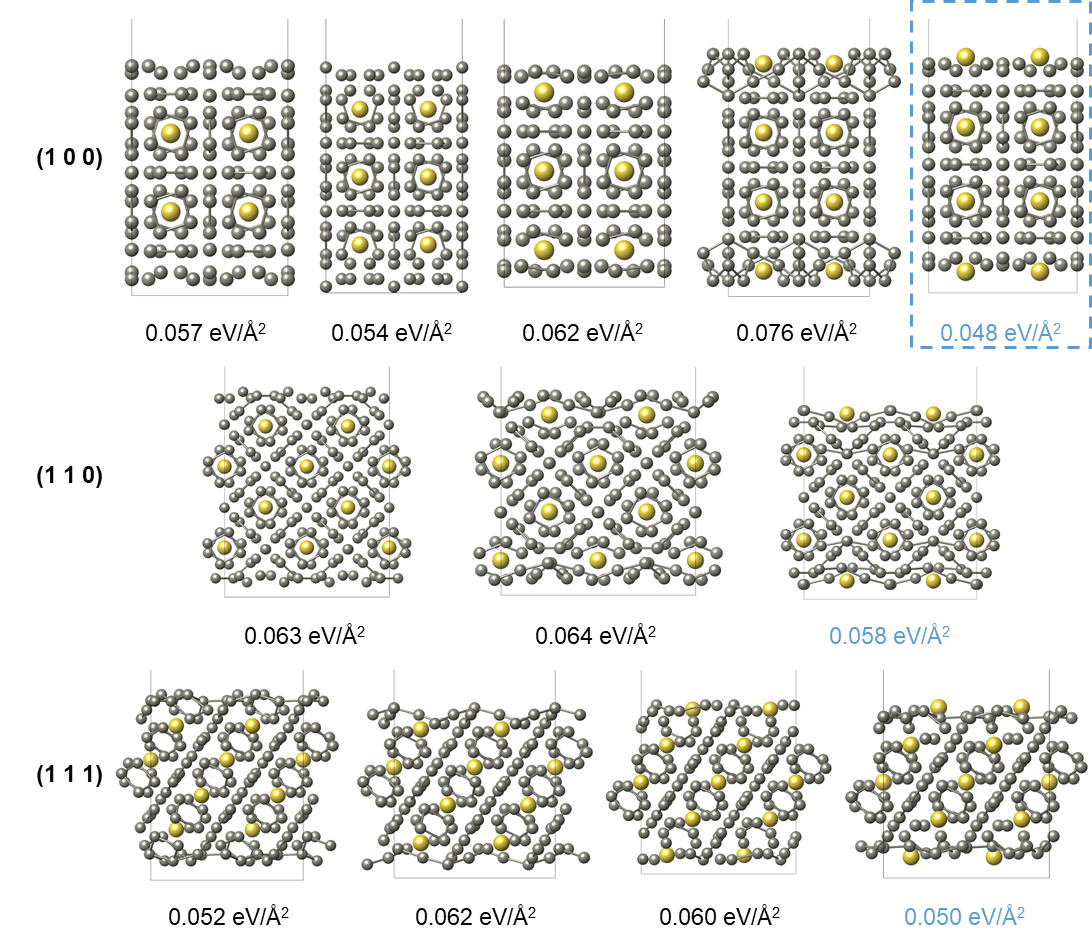 (1 0 0)
0.057 eV/Å²
0.054 eV/Å²
0.062 eV/Å²
0.076 eV/Å²
0.048 eV/Å²
(1 1 0)
0.063 eV/Å²
0.064 eV/Å²
0.058 eV/Å²
(1 1 1)
0.052 eV/Å²
0.062 eV/Å²
0.060 eV/Å²
0.050 eV/Å²